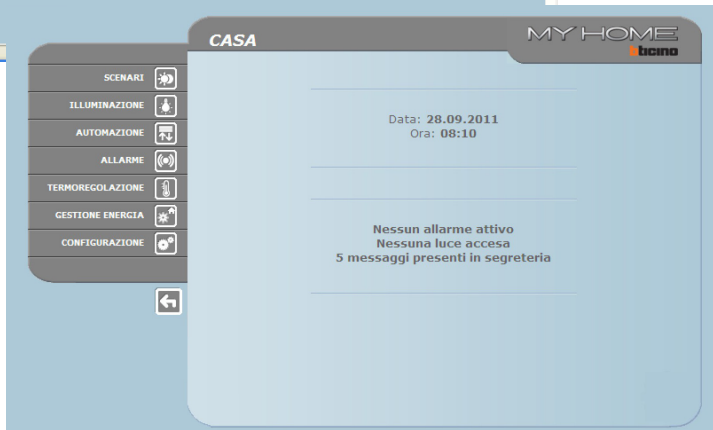 CASA
MY HOME
bticino
SCENARI
ILLUMINAZIONE
AUTOMAZIONE
ALLARME
TERMOREGOLAZIONE
GESTIONE ENERGIA
CONFIGURAZIONE
Data: 28.09.2011
Ora: 08:10
Nessun allarme attivo
Nessuna luce accesa
5 messaggi presenti in segreteria